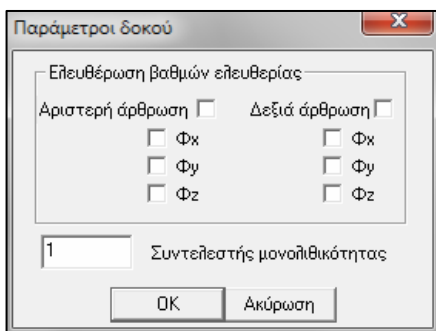 Παράμετροι δοκού
Ελευθέρωση βαθμών ελευθερίας
Αριστερή άρθρωση Δεξιά άρθρωση
Φx Φx
Φy Φy
Φz Φz
1 Συντελεστής μονολιθικότητας
OK Ακύρωση